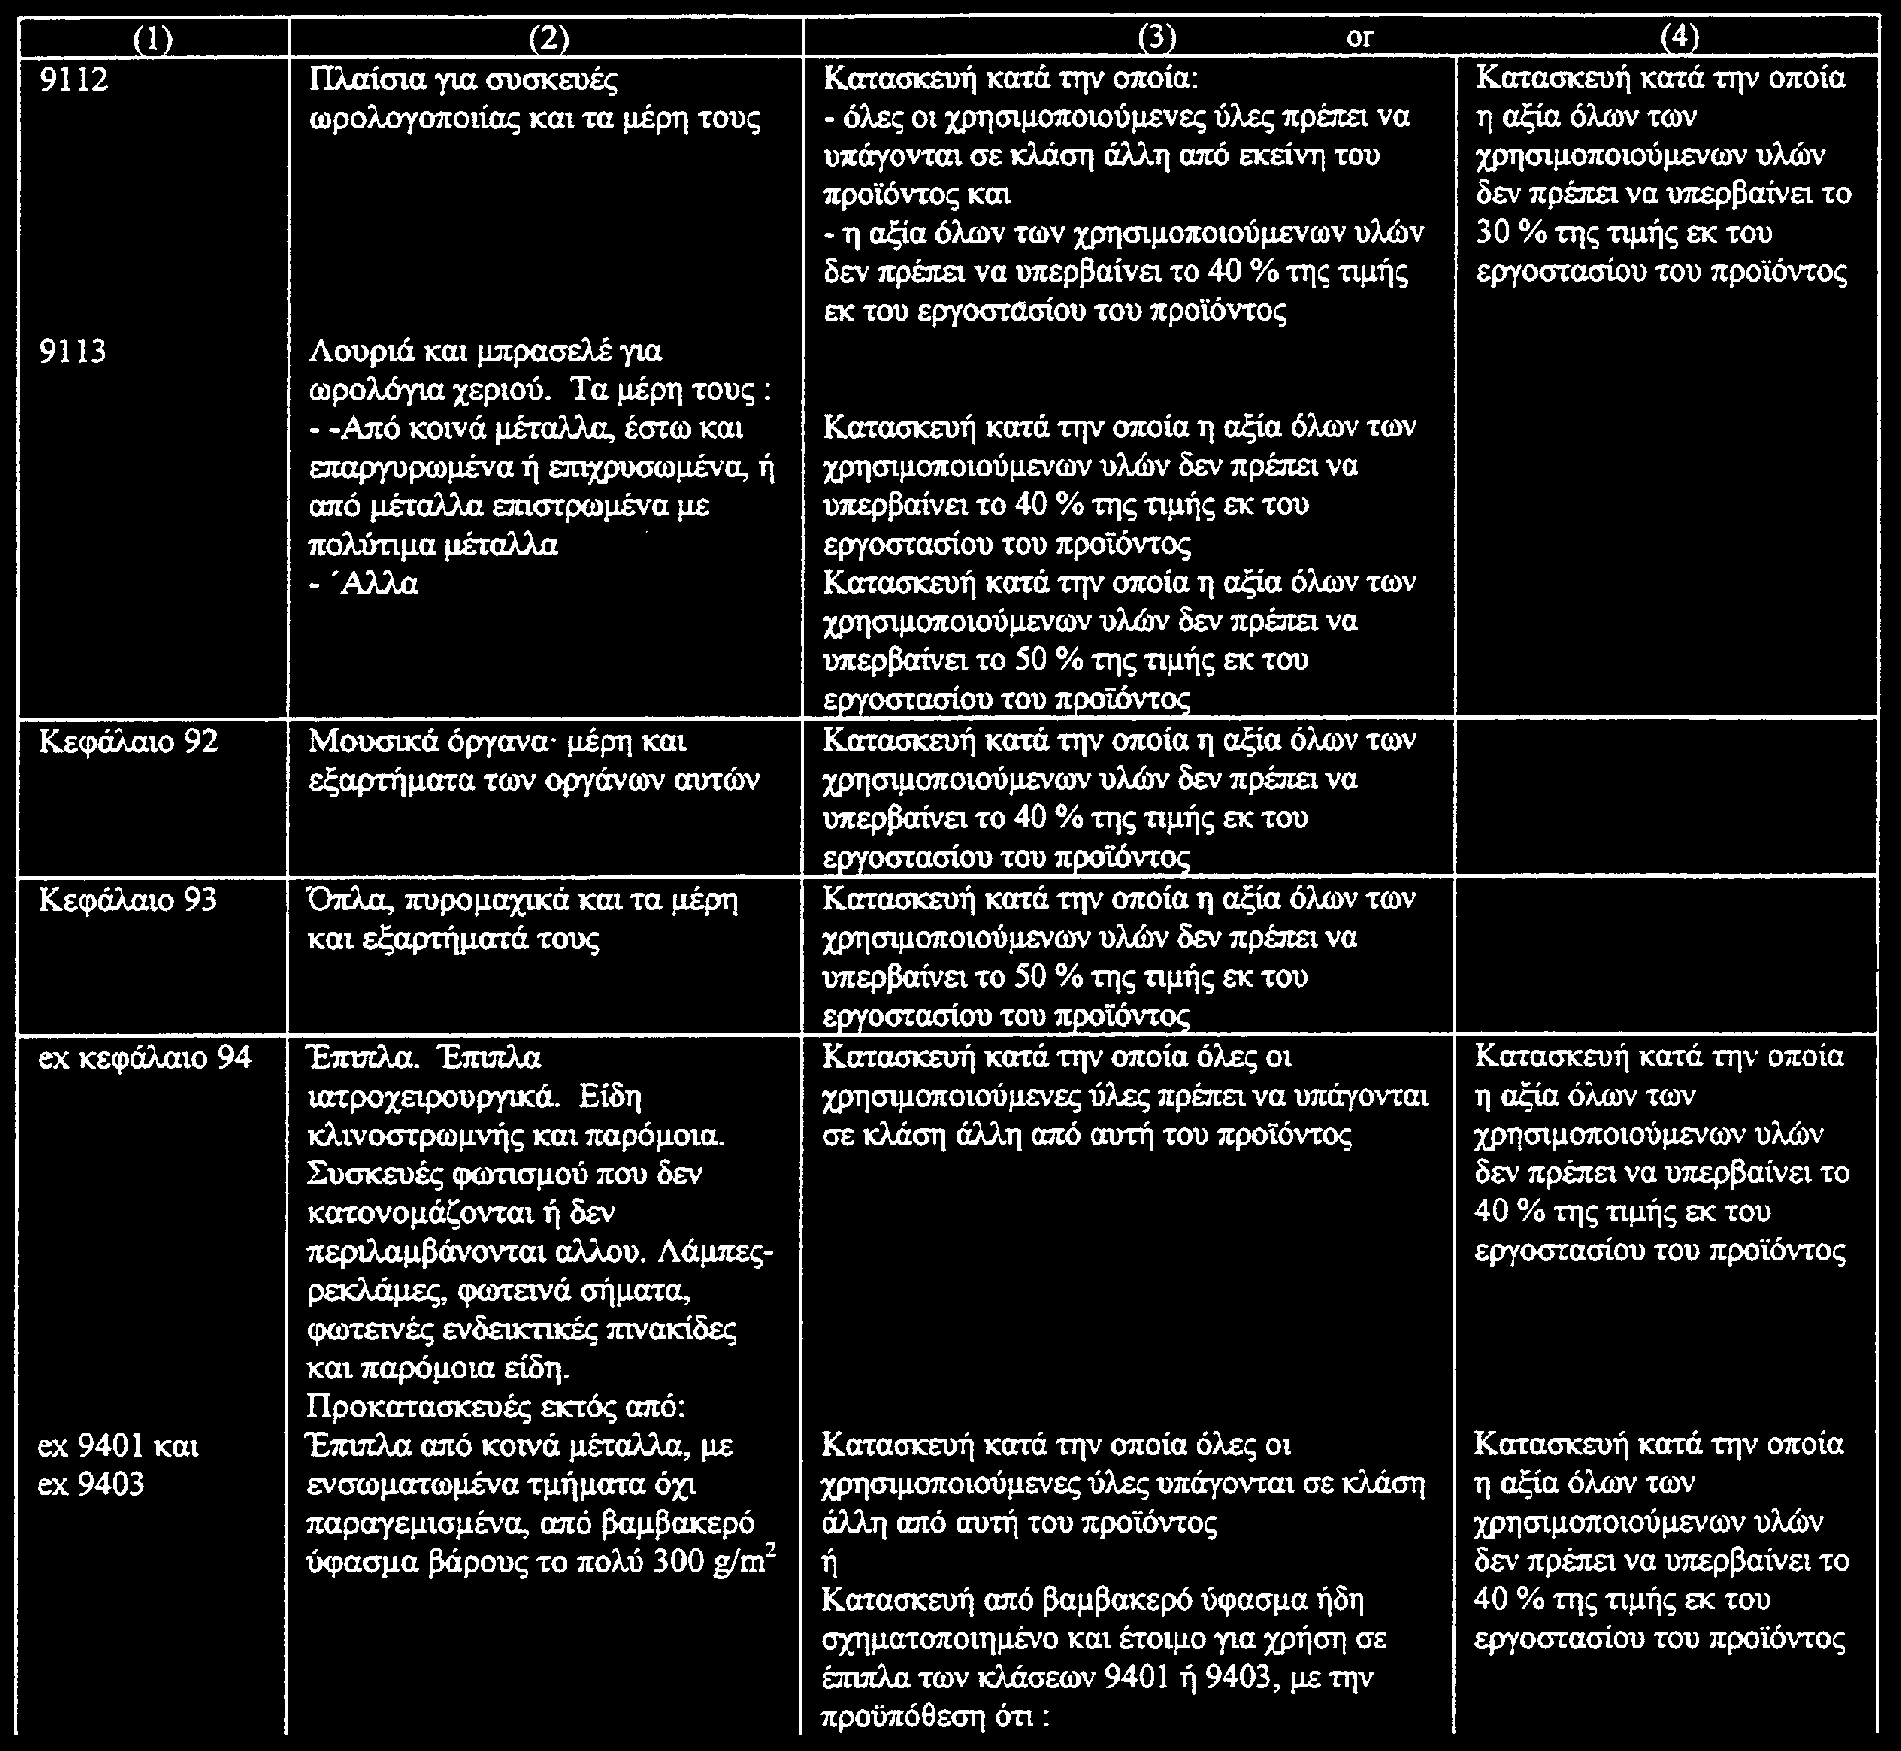 (1) (2) (3) or (4)
9112
Πλαίσια για συσκευές
ωρολογοποιίας και τα μέρη τους
Κατασκευή κατά την οποία:
- όλες οι χρησιμοποιούμενες ύλες πρέπει να
υπάγονται σε κλάση άλλη από εκείνη του
προϊόντος και
- η αξία όλων των χρησιμοποιούμενων υλών
δεν πρέπει να υπερβαίνει το 40 % της τιμής
εκ του εργοστασίου του προϊόντος
Κατασκευή κατά την οποία
η αξία όλων των
χρησιμοποιούμενων υλών
δεν πρέπει να υπερβαίνει το
30 % της τιμής εκ του
εργοστασίου του προϊόντος
9113
Λουριά και μπρασελέ για
ωρολόγια χεριού. Τα μέρη τους :
- -Από κοινά μέταλλα, έστω και
επαργυρωμένα ή επιχρυσωμένα, ή
από μέταλλα επιστρωμένα με
πολύτιμα μέταλλα
- Άλλα
Κατασκευή κατά την οποία η αξία όλων των
χρησιμοποιούμενων υλών δεν πρέπει να
υπερβαίνει το 40 % της τιμής εκ του
εργοστασίου του προϊόντος
Κατασκευή κατά την οποία η αξία όλων των
χρησιμοποιούμενων υλών δεν πρέπει να
υπερβαίνει το 50 % της τιμής εκ του
εργοστασίου του προϊόντος
Κεφάλαιο 92
Μουσικά όργανα· μέρη και
εξαρτήματα των οργάνων αυτών
Κατασκευή κατά την οποία η αξία όλων των
χρησιμοποιούμενων υλών δεν πρέπει να
υπερβαίνει το 40 % της τιμής εκ του
εργοστασίου του προϊόντος
Κεφάλαιο 93
Όπλα, πυρομαχικά και τα μέρη
και εξαρτήματά τους
Κατασκευή κατά την οποία η αξία όλων των
χρησιμοποιούμενων υλών δεν πρέπει να
υπερβαίνει το 50 % της τιμής εκ του
εργοστασίου του προϊόντος
ex κεφάλαιο 94
Έπιπλα. Έπιπλα
ιατροχειρουργικά. Είδη
κλινοστρωμνής και παρόμοια.
Συσκευές φωτισμού που δεν
κατονομάζονται ή δεν
περιλαμβάνονται αλλου. Λάμπες-
ρεκλάμες, φωτεινά σήματα,
φωτεινές ενδεικτικές πινακίδες
και παρόμοια είδη.
Προκατασκευές εκτός από:
Κατασκευή κατά την οποία όλες οι
χρησιμοποιούμενες ύλες πρέπει να υπάγονται
σε κλάση άλλη από αυτή του προϊόντος
Κατασκευή κατά την οποία
η αξία όλων των
χρησιμοποιούμενων υλών
δεν πρέπει να υπερβαίνει το
40 % της τιμής εκ του
εργοστασίου του προϊόντος
ex 9401 και
ex 9403
Έπιπλα από κοινά μέταλλα, με
ενσωματωμένα τμήματα όχι
παραγεμισμένα, από βαμβακερό
ύφασμα βάρους το πολύ 300 g/m²
Κατασκευή κατά την οποία όλες οι
χρησιμοποιούμενες ύλες υπάγονται σε κλάση
άλλη από αυτή του προϊόντος
ή
Κατασκευή από βαμβακερό ύφασμα ήδη
σχηματοποιημένο και έτοιμο για χρήση σε
έπιπλα των κλάσεων 9401 ή 9403, με την
προϋπόθεση ότι :
Κατασκευή κατά την οποία
η αξία όλων των
χρησιμοποιούμενων υλών
δεν πρέπει να υπερβαίνει το
40 % της τιμής εκ του
εργοστασίου του προϊόντος